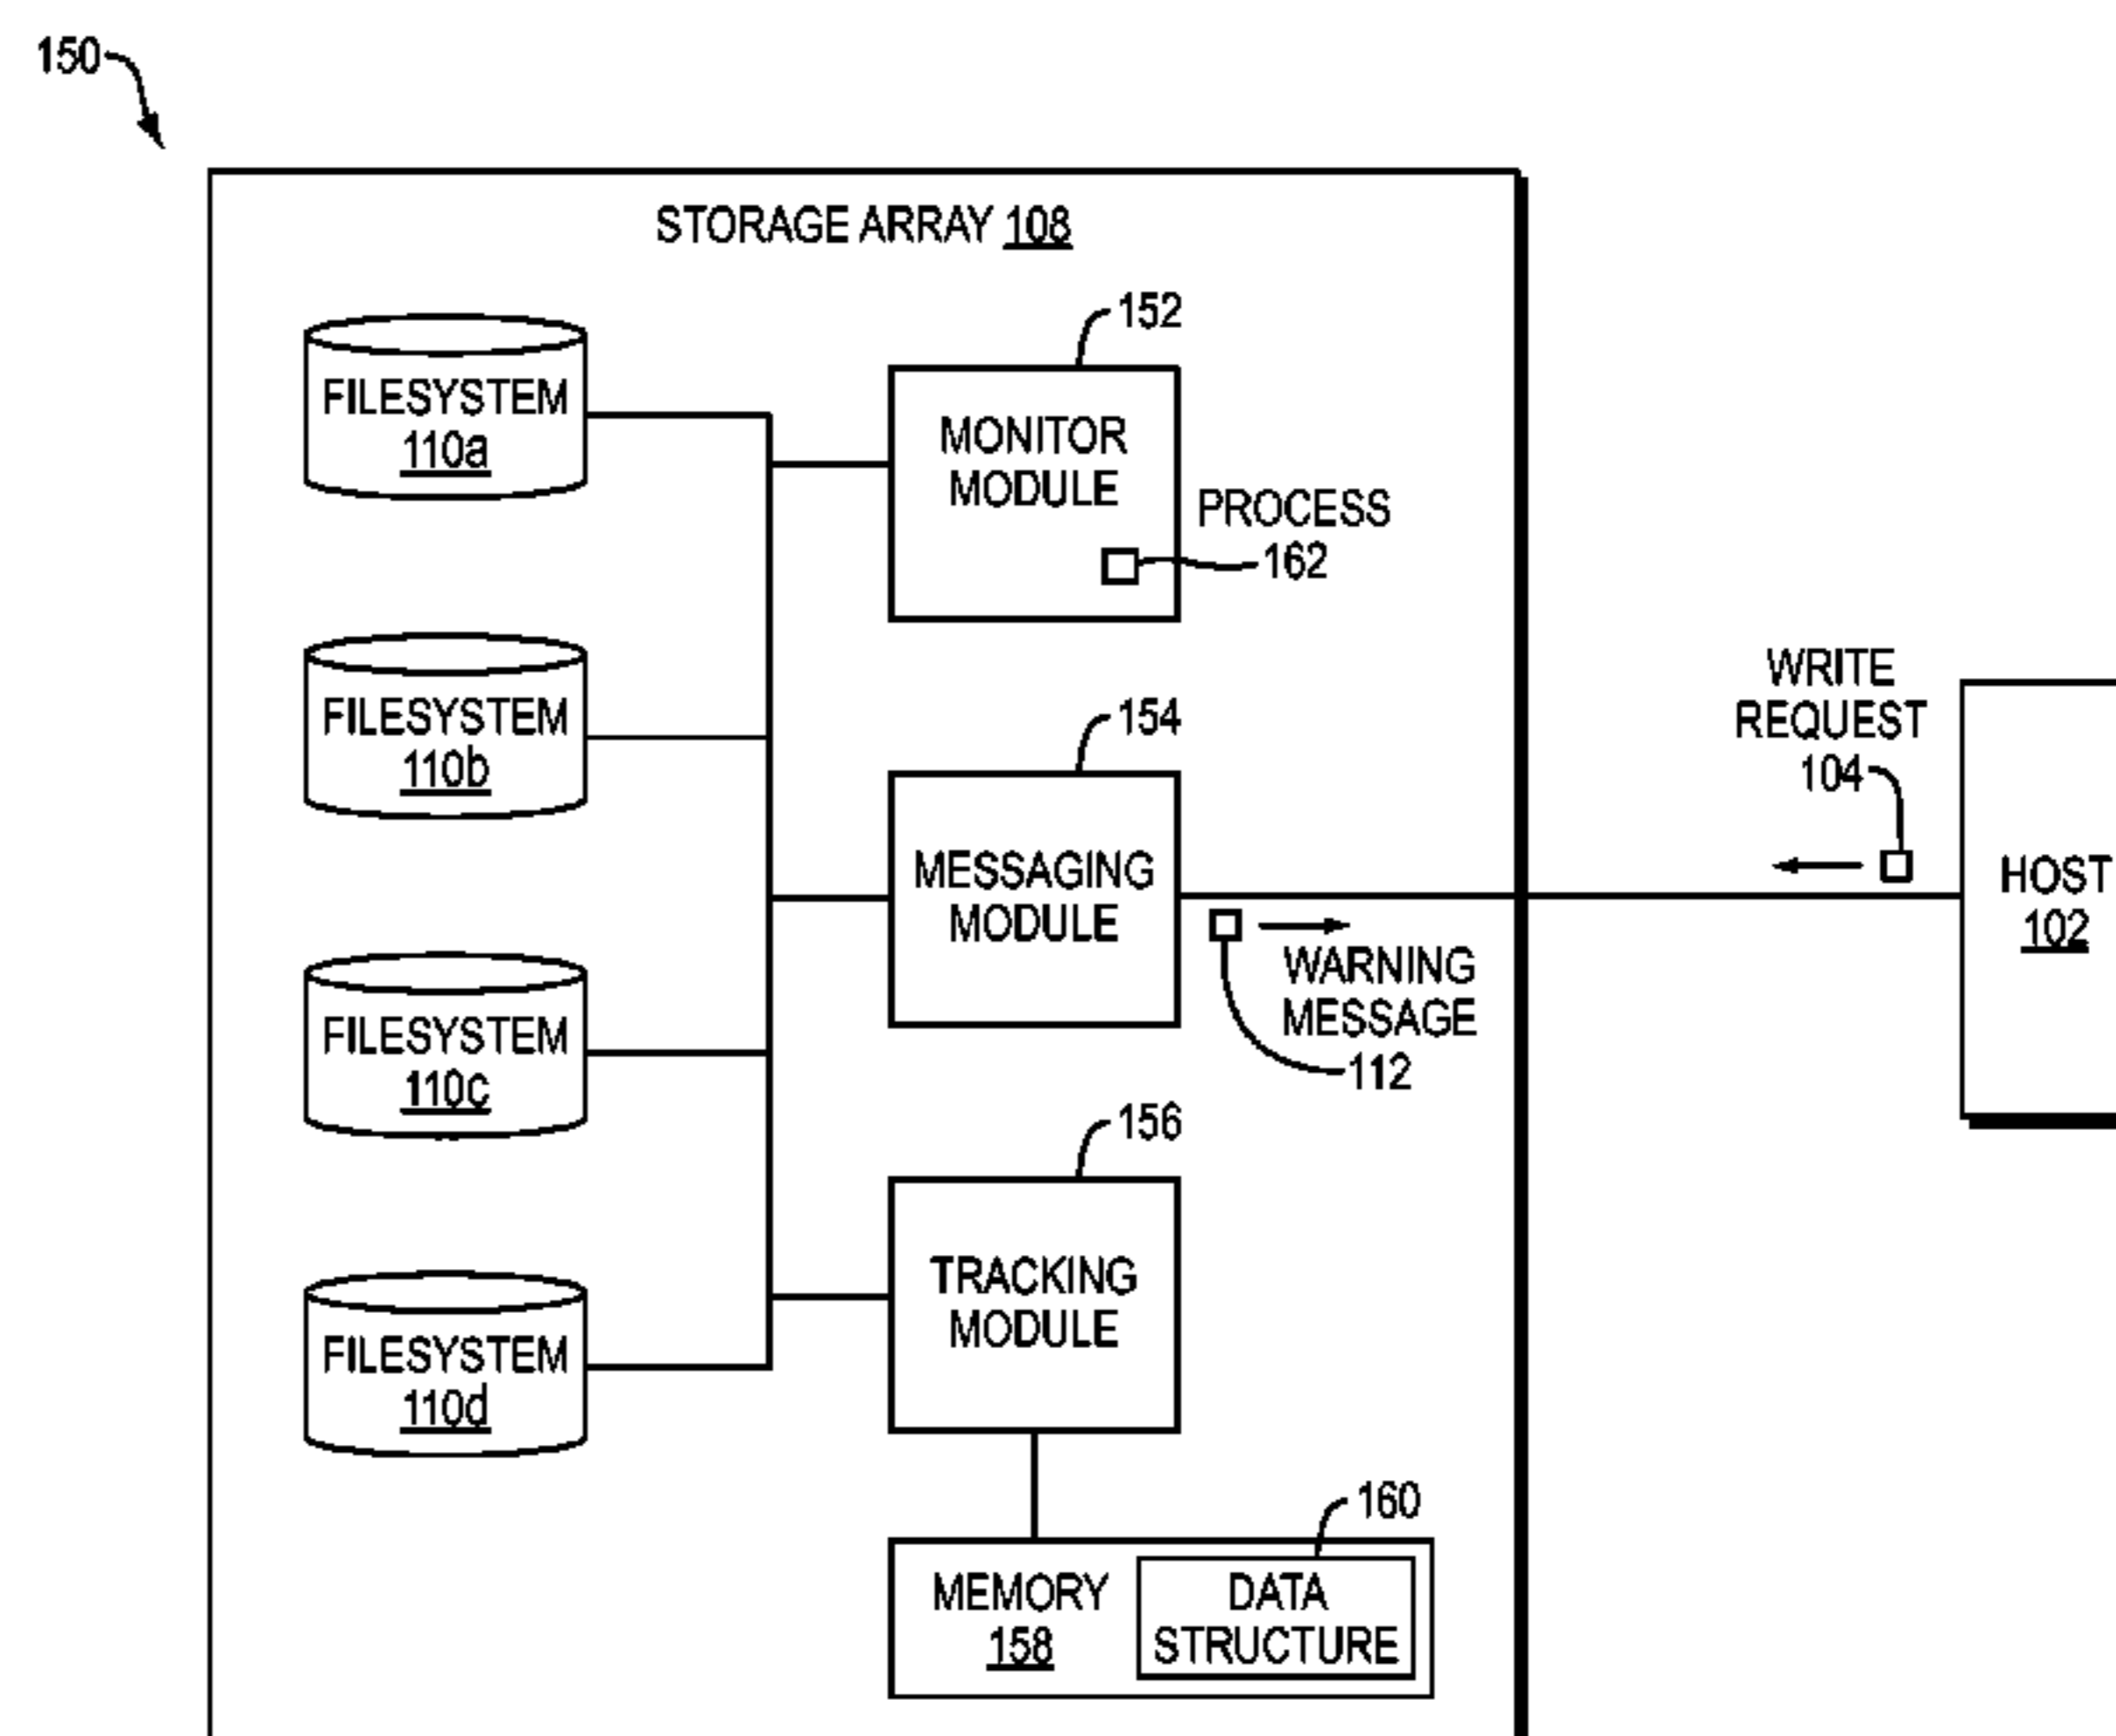 150
STORAGE ARRAY 108
152
FILESYSTEM
110a
MONITOR
MODULE
PROCESS
162
FILESYSTEM
110b
154
WRITE
REQUEST
104
MESSAGING
MODULE
HOST
102
WARNING
MESSAGE
112
FILESYSTEM
110c
156
TRACKING
MODULE
FILESYSTEM
110d
160
MEMORY
158
DATA
STRUCTURE